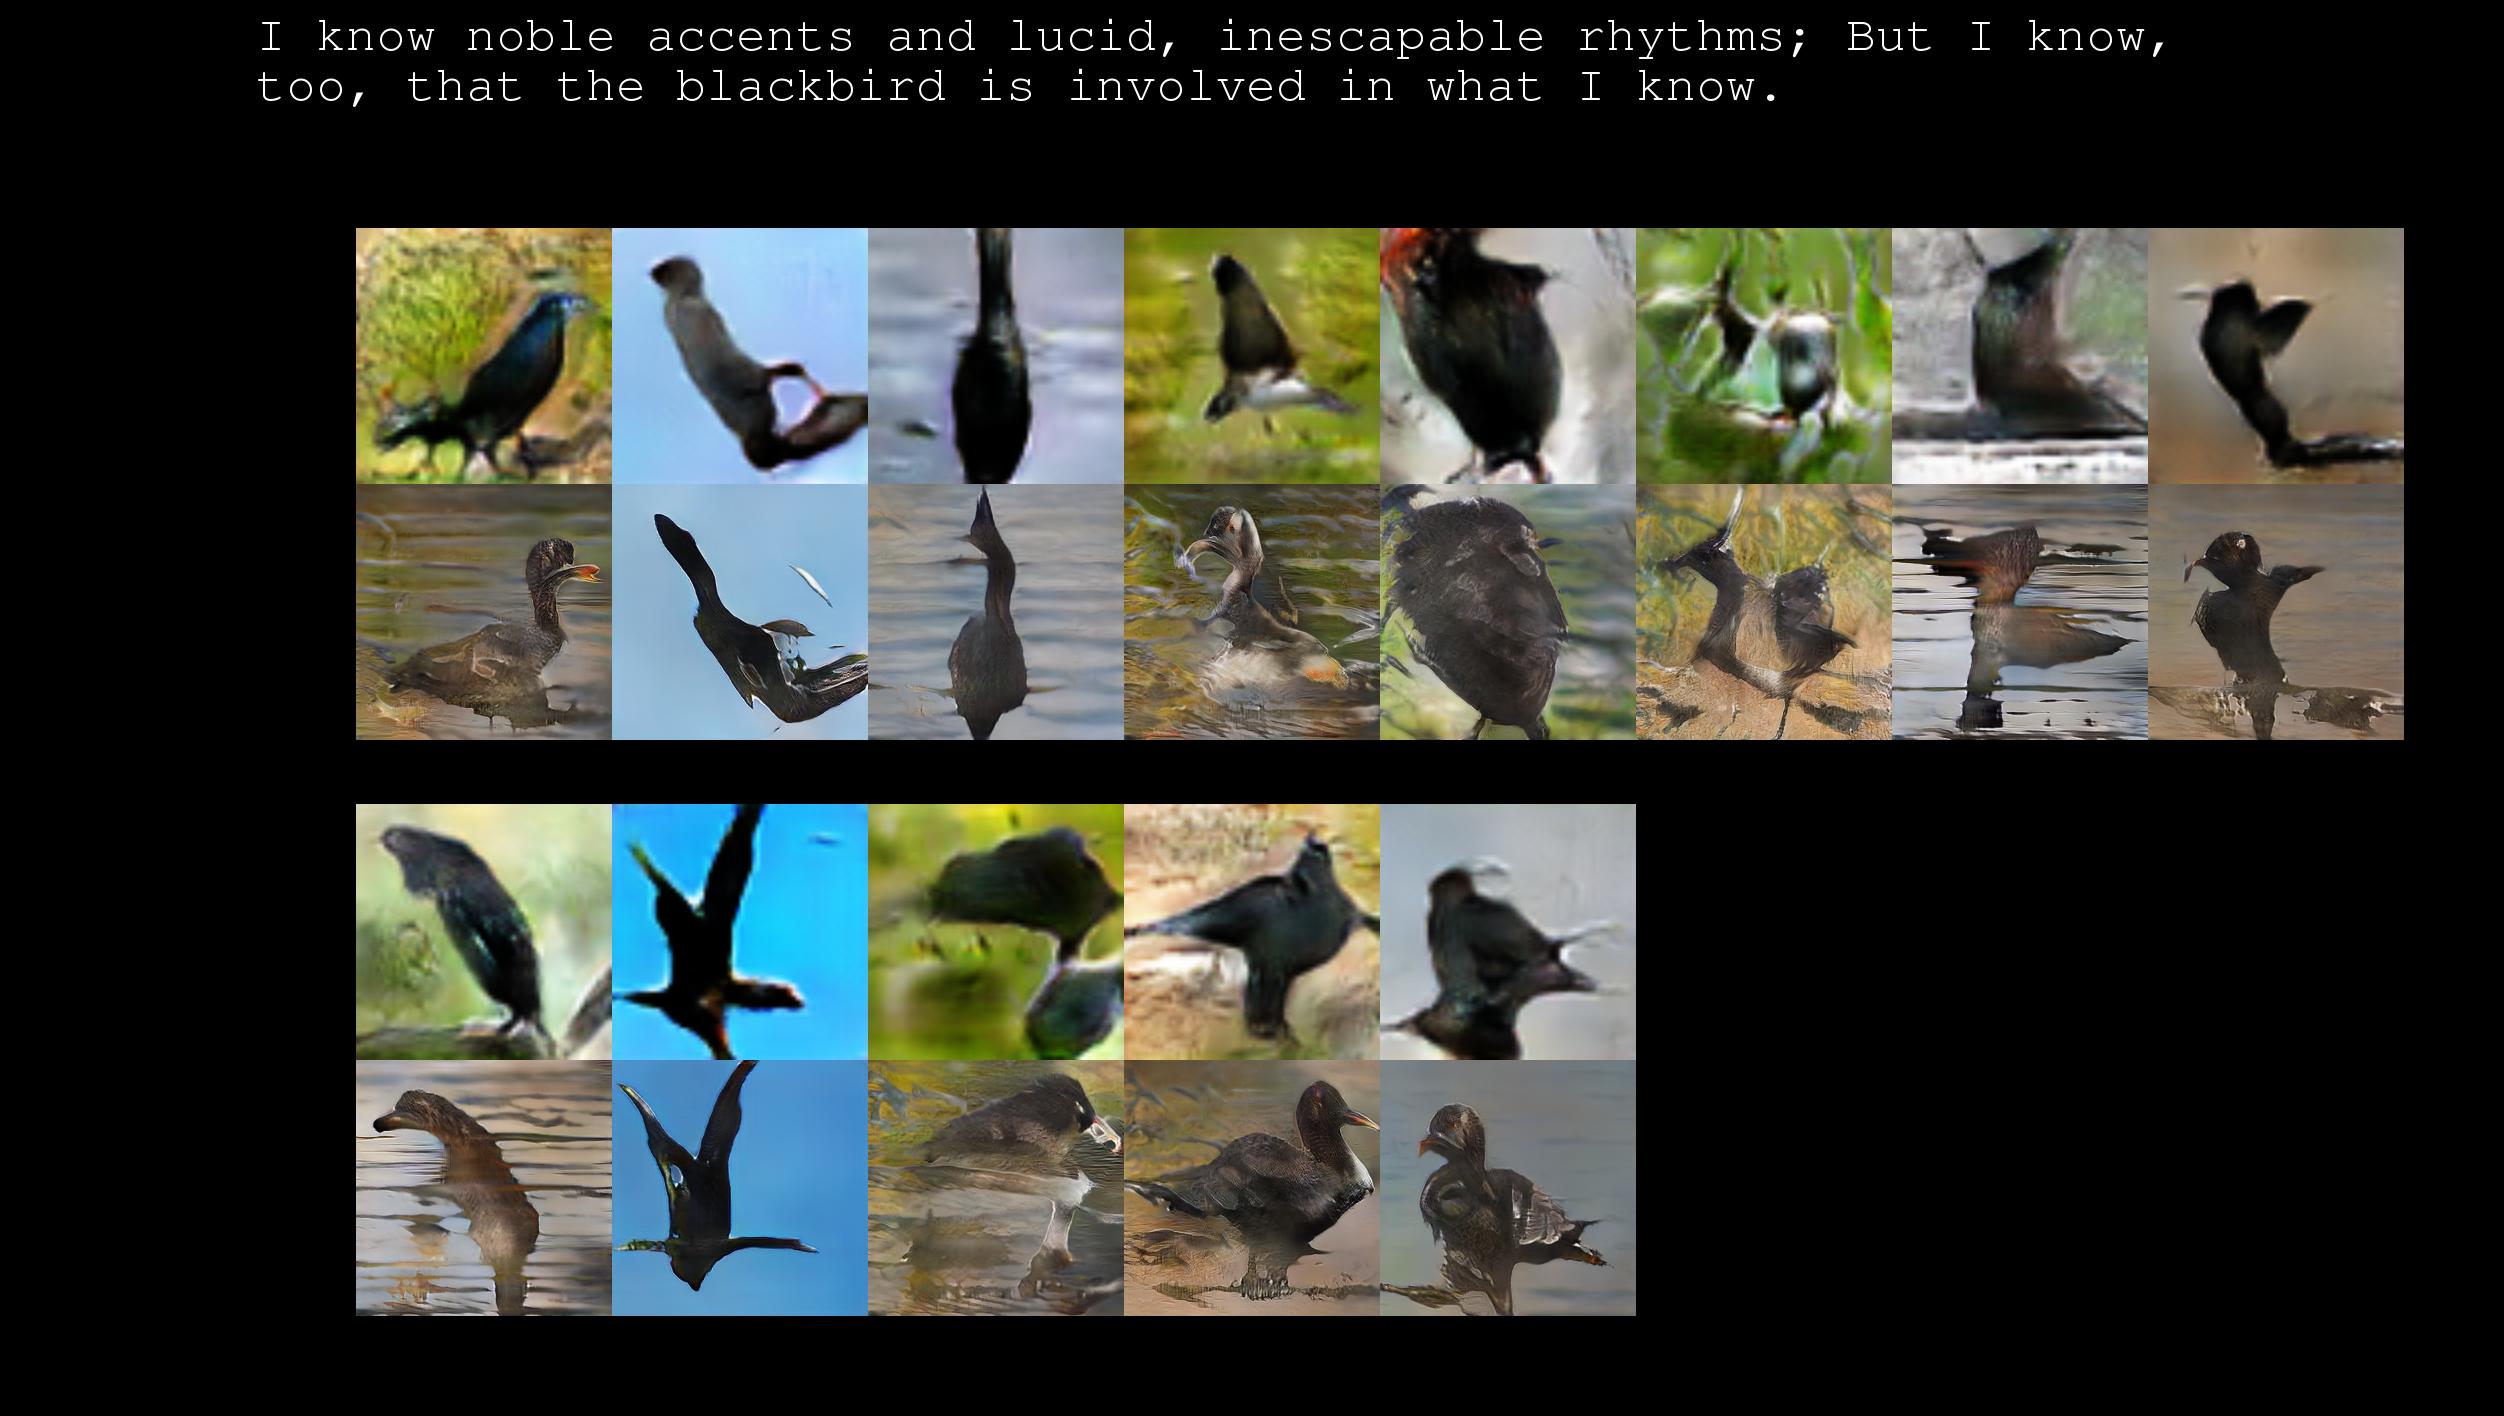 I know noble accents and lucid, inescapable rhythms; But I know,
too, that the blackbird is involved in what I know.